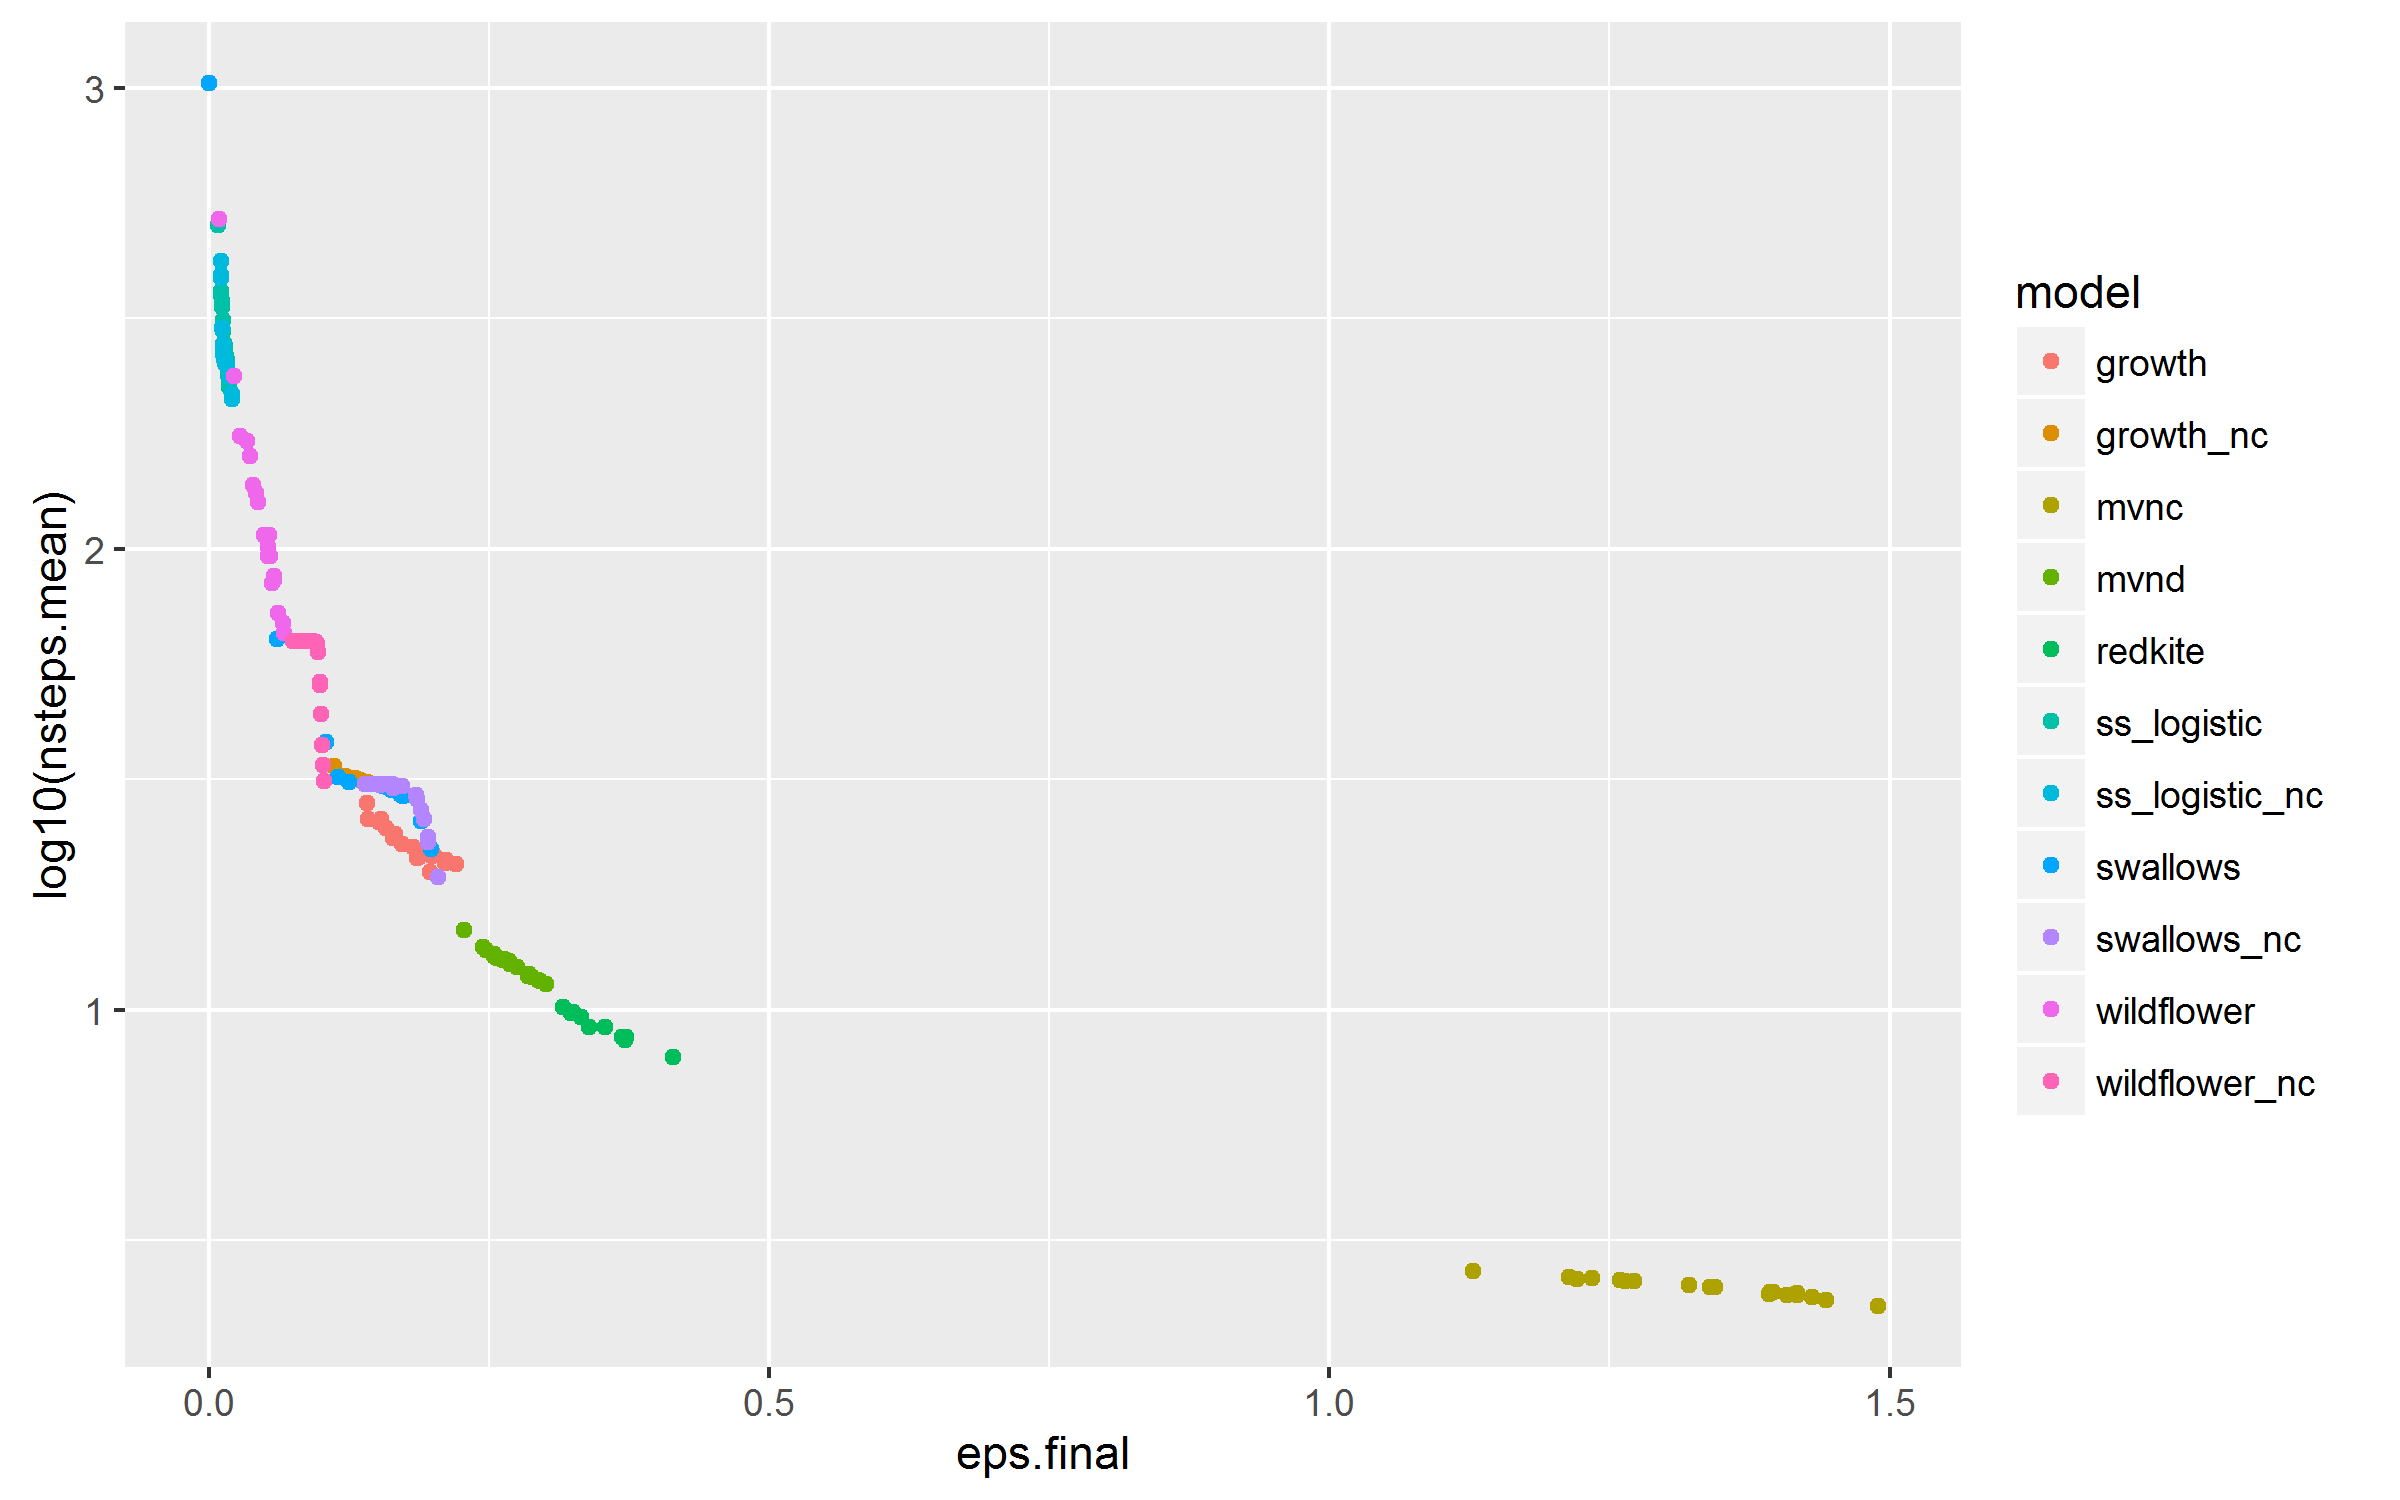 3
2
1
log10(nsteps.mean)
0.0 0.5 1.0 1.5
eps.final
model
growth
growth_nc
mvnc
mvnd
redkite
ss_logistic
ss_logistic_nc
swallows
swallows_nc
wildflower
wildflower_nc